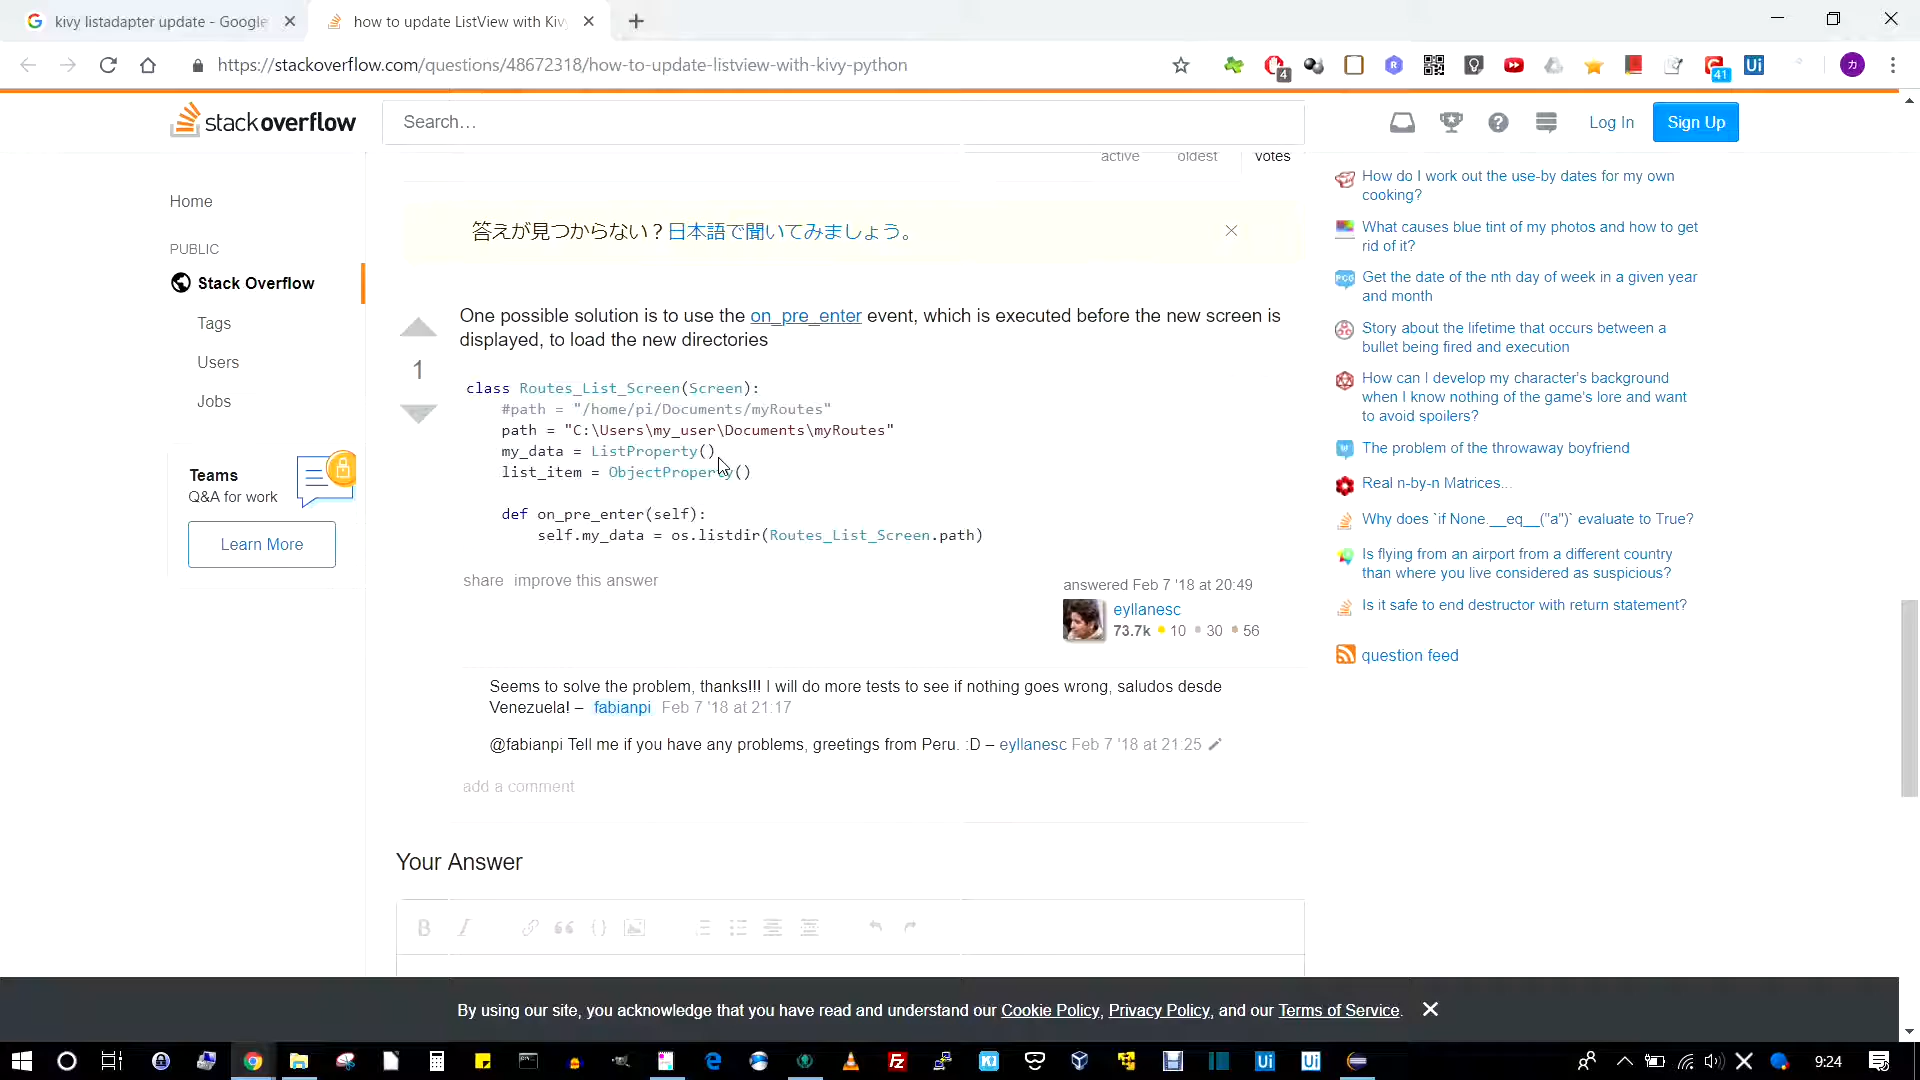 kivy listadapter update - Google
how to update ListView with Kiv
https://stackoverflow.com/questions/48672318/how-to-update-listview-with-kivy-python
4
41
Ui
カ
stackoverflow
Search…
Log In
Sign Up
active
oldest
votes
Home
PUBLIC
Stack Overflow
Tags
Users
Jobs
Teams
Q&A for work
Learn More
答えが見つからない？日本語で聞いてみましょう。
One possible solution is to use the on_pre_enter event, which is executed before the new screen is
displayed, to load the new directories
1
class Routes_List_Screen(Screen):
#path = "/home/pi/Documents/myRoutes"
path = "C:\Users\my_user\Documents\myRoutes"
my_data = ListProperty()
list_item = ObjectProperty()
def on_pre_enter(self):
self.my_data = os.listdir(Routes_List_Screen.path)
share improve this answer
answered Feb 7 '18 at 20:49
eyllanesc
73.7k 10 30 56
Seems to solve the problem, thanks!!! I will do more tests to see if nothing goes wrong, saludos desde
Venezuela! – fabianpi Feb 7 '18 at 21:17
@fabianpi Tell me if you have any problems, greetings from Peru. :D – eyllanesc Feb 7 '18 at 21:25
add a comment
Your Answer
How do I work out the use-by dates for my own
cooking?
What causes blue tint of my photos and how to get
rid of it?
PCG
Get the date of the nth day of week in a given year
and month
Story about the lifetime that occurs between a
bullet being fired and execution
How can I develop my character's background
when I know nothing of the game's lore and want
to avoid spoilers?
The problem of the throwaway boyfriend
Real n-by-n Matrices...
Why does `if None.__eq__("a")` evaluate to True?
Is flying from an airport from a different country
than where you live considered as suspicious?
Is it safe to end destructor with return statement?
question feed
By using our site, you acknowledge that you have read and understand our Cookie Policy, Privacy Policy, and our Terms of Service.
Ui
Ui
9:24